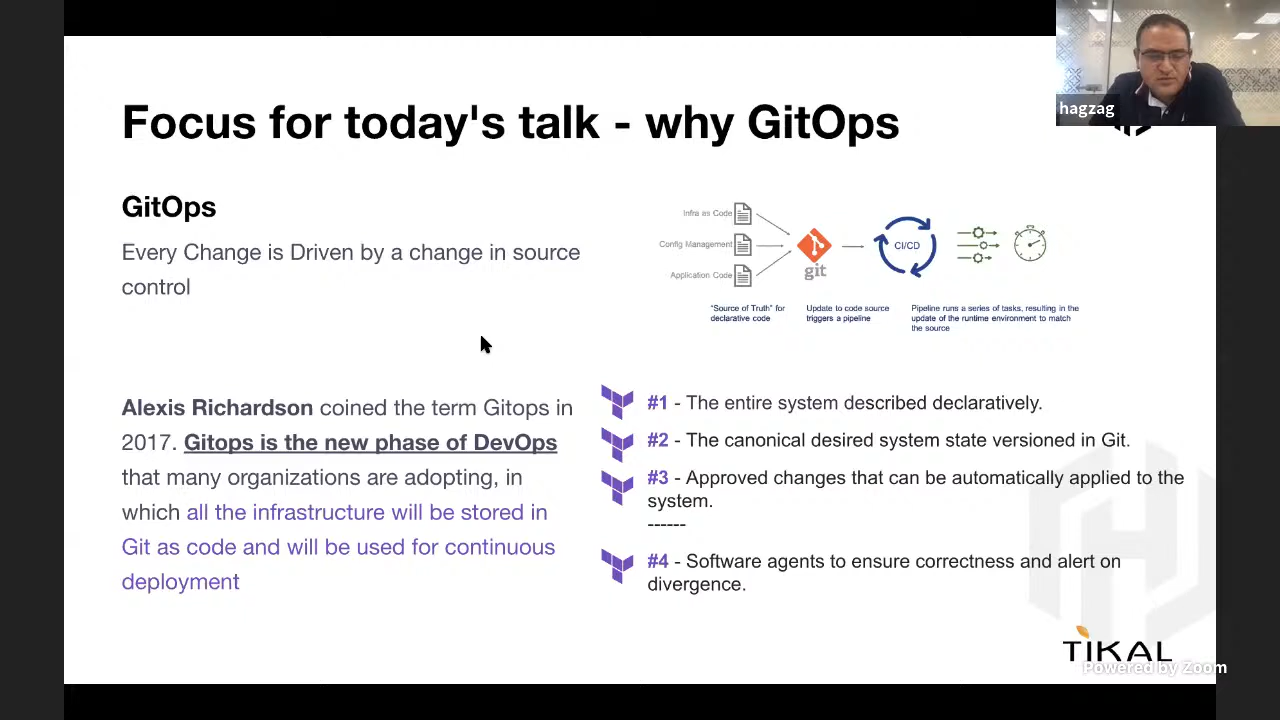 Focus for today's talk - why GitOps
hagzag
GitOps
Every Change is Driven by a change in source
control
Infra as Code
Config Management
Application Code
git
CI/CD
"Source of Truth" for
declarative code
Update to code source
triggers a pipeline
Pipeline runs a series of tasks, resulting in the
update of the runtime environment to match
the source
Alexis Richardson coined the term Gitops in
2017. Gitops is the new phase of DevOps
that many organizations are adopting, in
which all the infrastructure will be stored in
Git as code and will be used for continuous
deployment
#1 - The entire system described declaratively.
#2 - The canonical desired system state versioned in Git.
#3 - Approved changes that can be automatically applied to the
system.
------
#4 - Software agents to ensure correctness and alert on
divergence.
TIKAL
Powered by Zoom